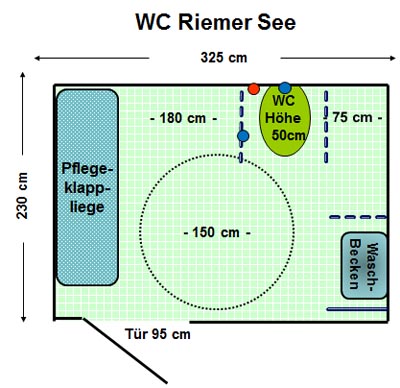 WC Riemer See
325 cm
230 cm
- 180 cm -
WC
Höhe
50cm
- 75 cm -
Pflege-
klapp-
liege
- 150 cm -
Wasch-
Becken
Tür 95 cm